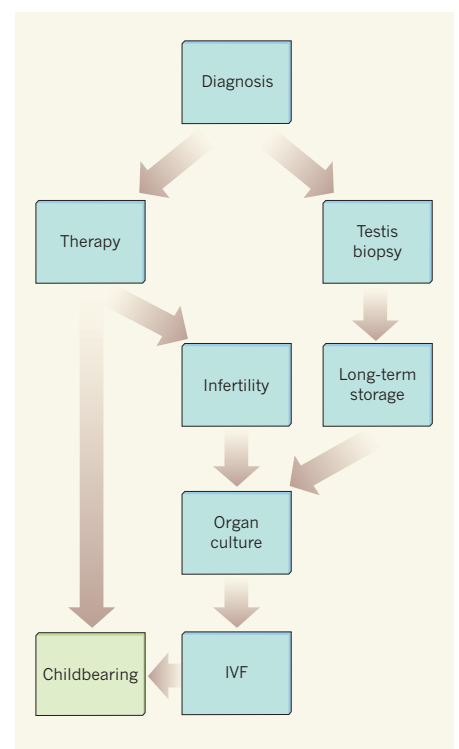 Diagnosis
Therapy
Testis
biopsy
Infertility
Long-term
storage
Organ
culture
Childbearing
IVF